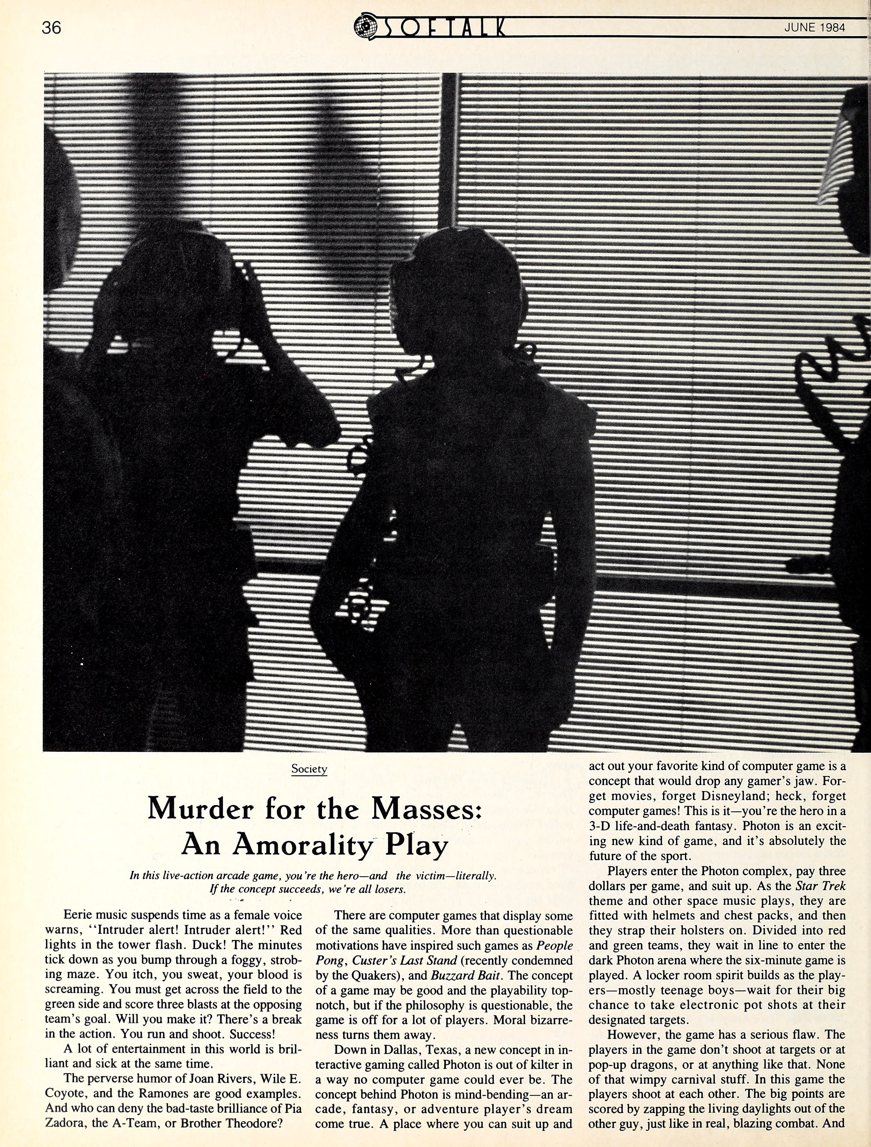 36
SOFTALK
JUNE 1984
Society
Murder for the Masses:
An Amorality Play
In this live-action arcade game, you're the hero—and the victim—literally.
If the concept succeeds, we're all losers.
Eerie music suspends time as a female voice
warns, "Intruder alert! Intruder alert!" Red
lights in the tower flash. Duck! The minutes
tick down as you bump through a foggy, strob-
ing maze. You itch, you sweat, your blood is
screaming. You must get across the field to the
green side and score three blasts at the opposing
team's goal. Will you make it? There's a break
in the action. You run and shoot. Success!
A lot of entertainment in this world is bril-
liant and sick at the same time.
The perverse humor of Joan Rivers, Wile E.
Coyote, and the Ramones are good examples.
And who can deny the bad-taste brilliance of Pia
Zadora, the A-Team, or Brother Theodore?
There are computer games that display some
of the same qualities. More than questionable
motivations have inspired such games as People
Pong, Custer's Last Stand (recently condemned
by the Quakers), and Buzzard Bait. The concept
of a game may be good and the playability top-
notch, but if the philosophy is questionable, the
game is off for a lot of players. Moral bizarre-
ness turns them away.
Down in Dallas, Texas, a new concept in in-
teractive gaming called Photon is out of kilter in
a way no computer game could ever be. The
concept behind Photon is mind-bending—an ar-
cade, fantasy, or adventure player's dream
come true. A place where you can suit up and
act out your favorite kind of computer game is a
concept that would drop any gamer's jaw. For-
get movies, forget Disneyland; heck, forget
computer games! This is it—you're the hero in a
3-D life-and-death fantasy. Photon is an excit-
ing new kind of game, and it's absolutely the
future of the sport.
Players enter the Photon complex, pay three
dollars per game, and suit up. As the Star Trek
theme and other space music plays, they are
fitted with helmets and chest packs, and then
they strap their holsters on. Divided into red
and green teams, they wait in line to enter the
dark Photon arena where the six-minute game is
played. A locker room spirit builds as the play-
ers—mostly teenage boys—wait for their big
chance to take electronic pot shots at their
designated targets.
However, the game has a serious flaw. The
players in the game don't shoot at targets or at
pop-up dragons, or at anything like that. None
of that wimpy carnival stuff. In this game the
players shoot at each other. The big points are
scored by zapping the living daylights out of the
other guy, just like in real, blazing combat. And